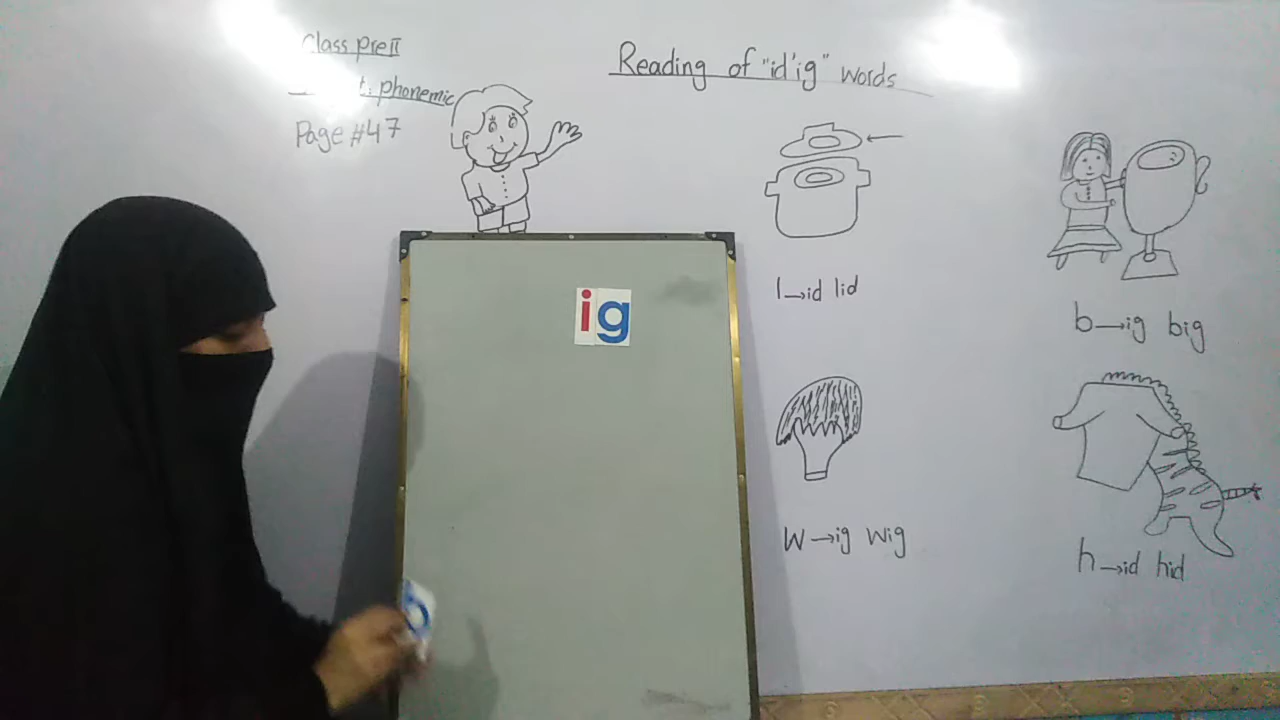 Class Pre II
phonemic
Page #47
Reading of "id'ig" words
ig
b
l→id lid
b→ig big
w→ig wig
h→id hid